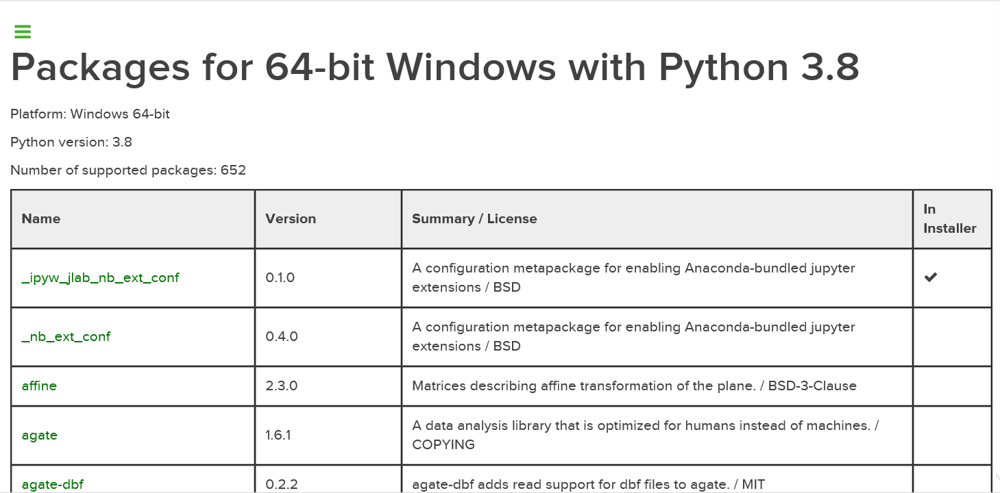 Packages for 64-bit Windows with Python 3.8
Platform: Windows 64-bit
Python version: 3.8
Number of supported packages: 652
Name Version Summary / License In Installer
_ipyw_jlab_nb_ext_conf 0.1.0 A configuration metapackage for enabling Anaconda-bundled jupyter
extensions / BSD
_nb_ext_conf 0.4.0 A configuration metapackage for enabling Anaconda-bundled jupyter
extensions / BSD
affine 2.3.0 Matrices describing affine transformation of the plane. / BSD-3-Clause
agate 1.6.1 A data analysis library that is optimized for humans instead of machines. /
COPYING
agate-dbf 0.2.2 agate-dbf adds read support for dbf files to agate. / MIT